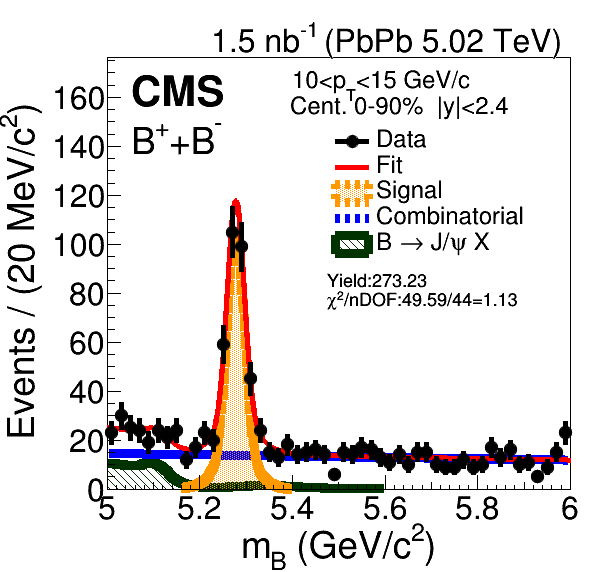 1.5 nb⁻¹ (PbPb 5.02 TeV)
CMS
B⁺+B⁻
10<p_T<15 GeV/c
Cent. 0-90% |y|<2.4
Data
Fit
Signal
Combinatorial
B → J/ψ X
Yield:273.23
χ²/nDOF:49.59/44=1.13
Events / (20 MeV/c²)
160
140
120
100
80
60
40
20
0
5 5.2 5.4 5.6 5.8 6
m_B (GeV/c²)